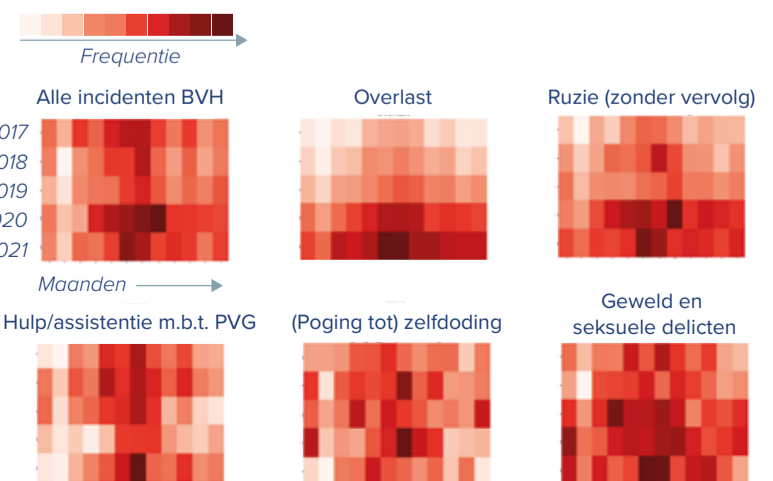 Frequentie
Alle incidenten BVH
Overlast
Ruzie (zonder vervolg)
017
018
019
020
021
Maanden
Hulp/assistentie m.b.t. PVG
(Poging tot) zelfdoding
Geweld en
seksuele delicten